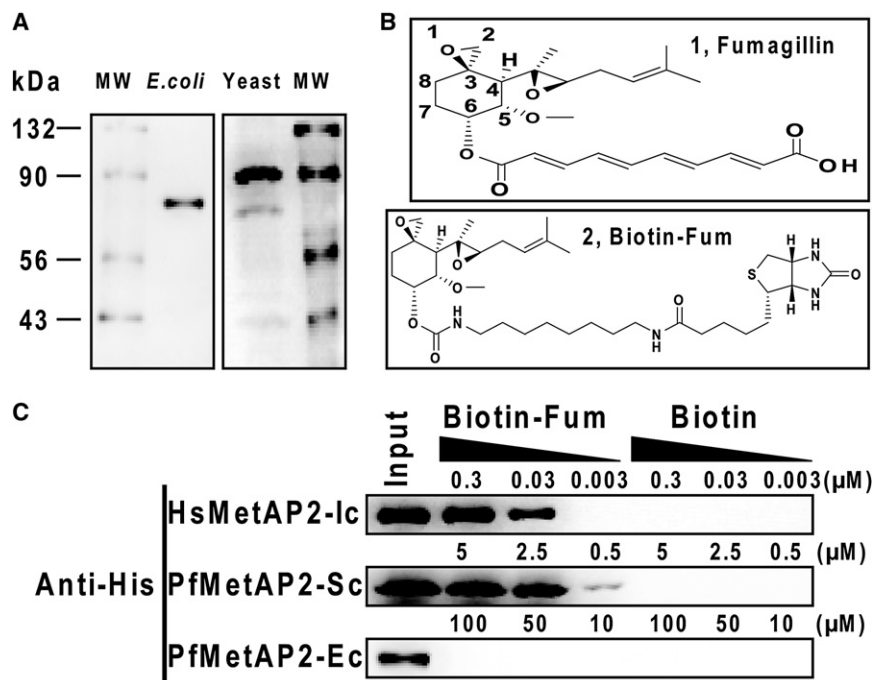 A
kDa MW E.coli Yeast MW
132
90
56
43
B
1, Fumagillin
1 2
O
H
3
8 4
O
7 6 5
O
O
O
O
OH
2, Biotin-Fum
O
H
O
O
O
O
H
N
O
N
H
S
H
H
H
N
N
H
O
C
Input
Biotin-Fum Biotin
0.3 0.03 0.003 0.3 0.03 0.003 (µM)
HsMetAP2-Ic
5 2.5 0.5 5 2.5 0.5 (µM)
Anti-His PfMetAP2-Sc
100 50 10 100 50 10 (µM)
PfMetAP2-Ec